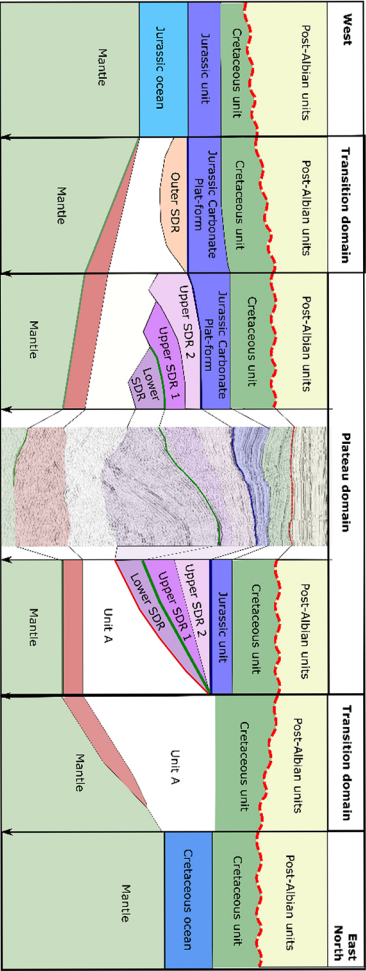 West
Transition domain
Plateau domain
Transition domain
East
North
Post-Albian units
Cretaceous unit
Jurassic unit
Jurassic ocean
Mantle
Post-Albian units
Cretaceous unit
Jurassic Carbonate
Plat-form
Outer SDR
Mantle
Post-Albian units
Cretaceous unit
Jurassic Carbonate
Plat-form
Upper SDR 2
Upper SDR 1
Lower
SDR
Mantle
Post-Albian units
Cretaceous unit
Jurassic unit
Upper SDR 2
Upper SDR 1
Lower SDR
Unit A
Mantle
Post-Albian units
Cretaceous unit
Unit A
Mantle
Post-Albian units
Cretaceous unit
Cretaceous ocean
Mantle